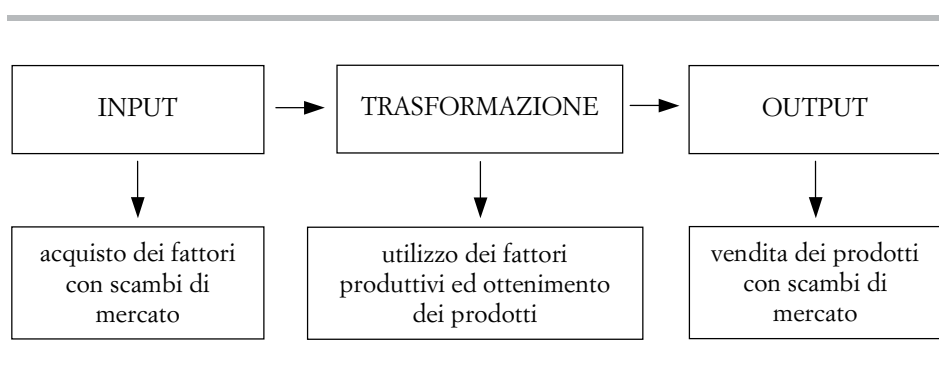 INPUT
TRASFORMAZIONE
OUTPUT
acquisto dei fattori
con scambi di
mercato
utilizzo dei fattori
produttivi ed ottenimento
dei prodotti
vendita dei prodotti
con scambi di
mercato